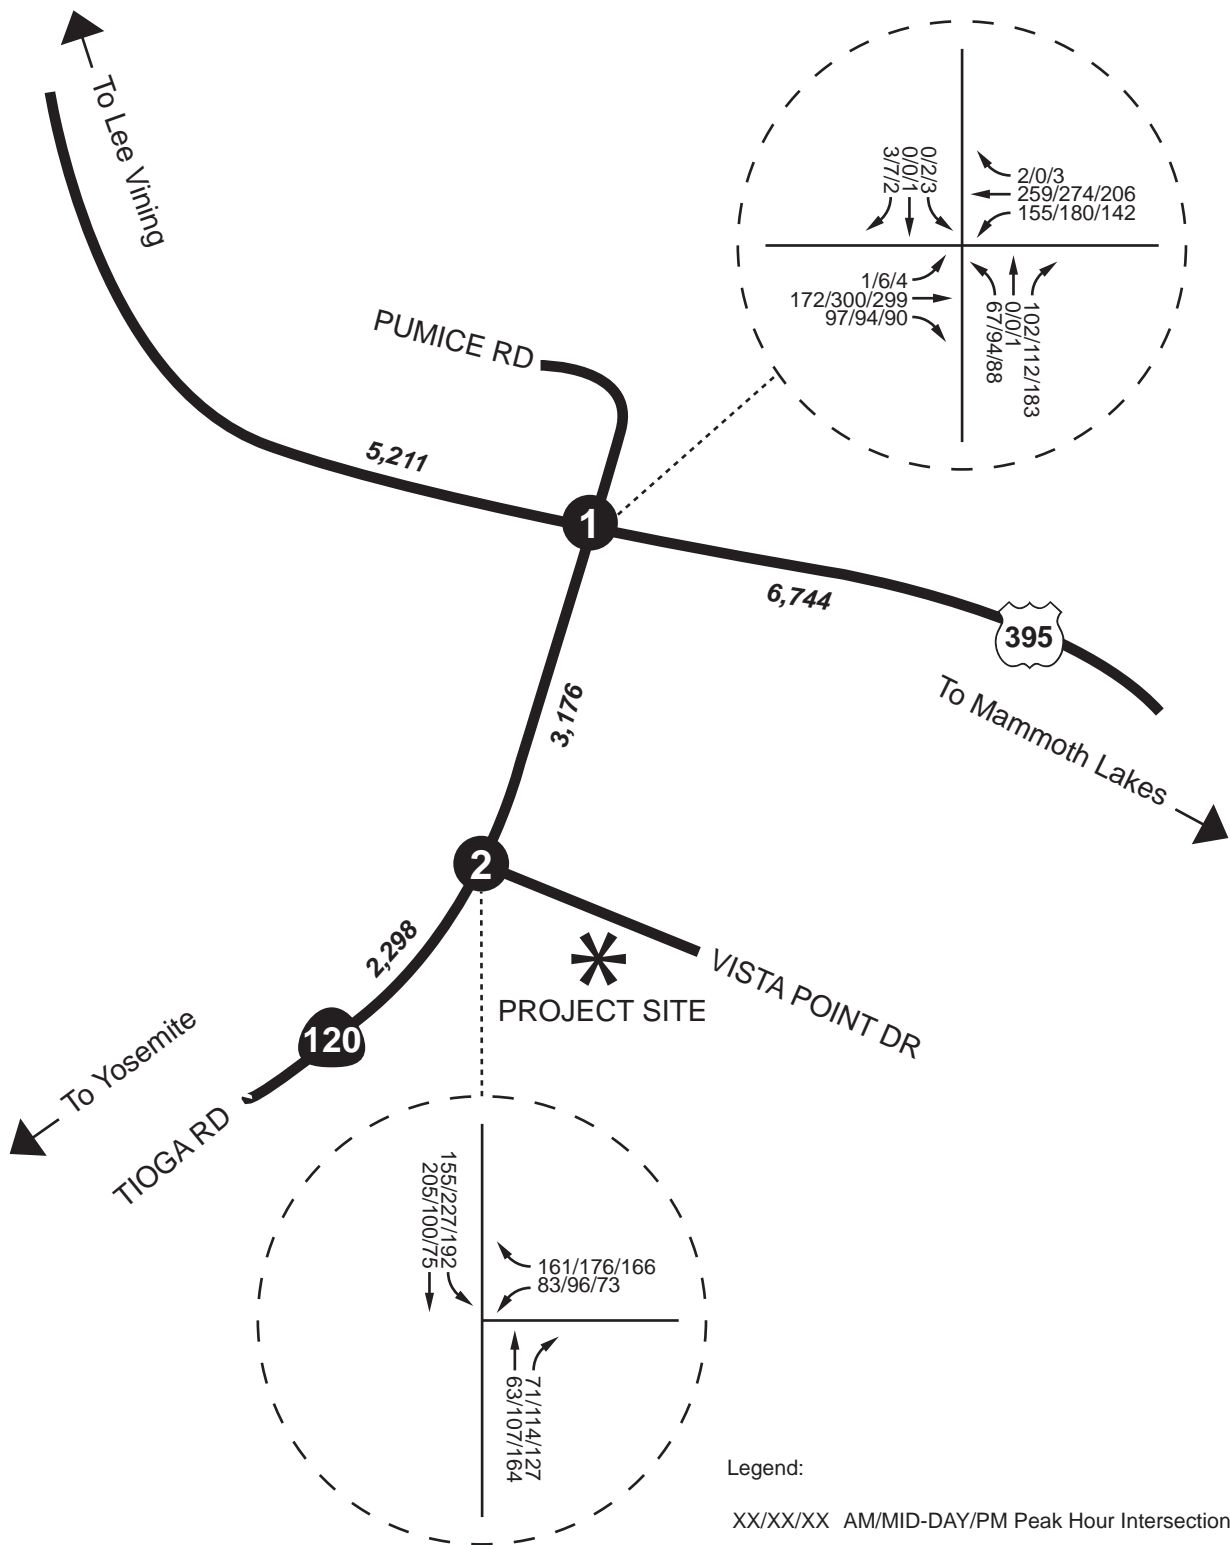 To Lee Vining
0/2/3
0/0/1
3/7/2
2/0/3
259/274/206
155/180/142
1/6/4
172/300/299
97/94/90
102/112/183
0/0/1
67/94/88
PUMICE RD
5,211
1
6,744
395
3,176
To Mammoth Lakes
2
2,298
VISTA POINT DR
PROJECT SITE
120
To Yosemite
TIOGA RD
155/227/192
205/100/75
161/176/166
83/96/73
71/114/127
63/107/164
Legend:
XX/XX/XX AM/MID-DAY/PM Peak Hour Intersection